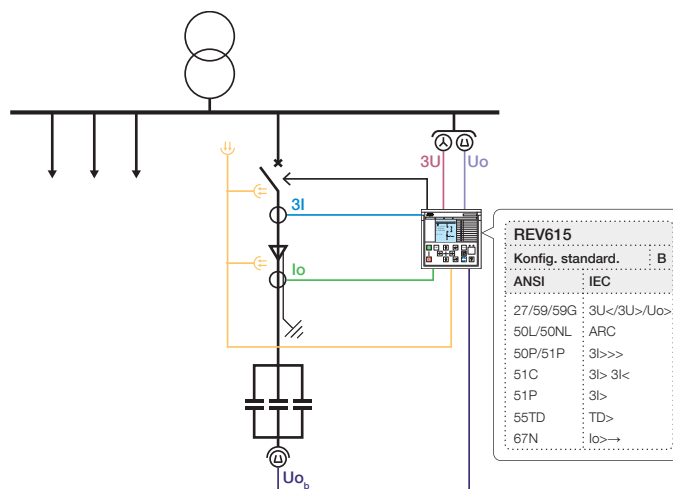 3U
Uo
3I
Io
REV615
Konfig. standard. B
ANSI IEC
27/59/59G 3U</3U>/Uo>
50L/50NL ARC
50P/51P 3I>>>
51C 3I> 3I<
51P 3I>
55TD TD>
67N Io>→
Uob